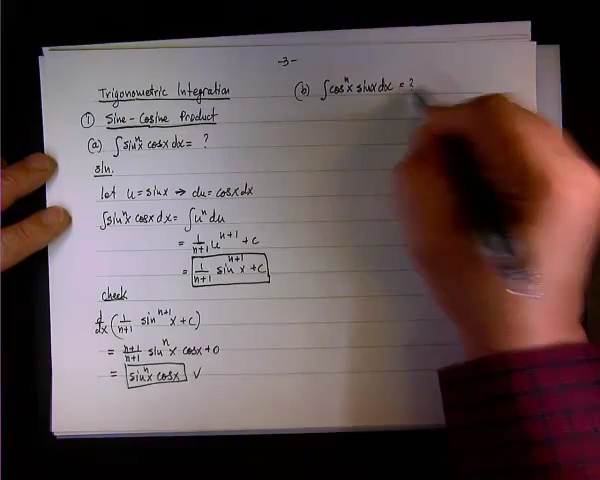 -3-
Trigonometric Integration
① Sine-Cosine Product
(a) ∫ sinⁿx cosx dx = ?
sln.
let u = sinx → du = cosx dx
∫ sinⁿx cosx dx = ∫ uⁿ du
= 1/(n+1) uⁿ⁺¹ + c
= 1/(n+1) sinⁿ⁺¹x + c
check
d/dx (1/(n+1) sinⁿ⁺¹x + c)
= (n+1)/(n+1) sinⁿx cosx + 0
= sinⁿx cosx √
(b) ∫ cosⁿx sinx dx = ?